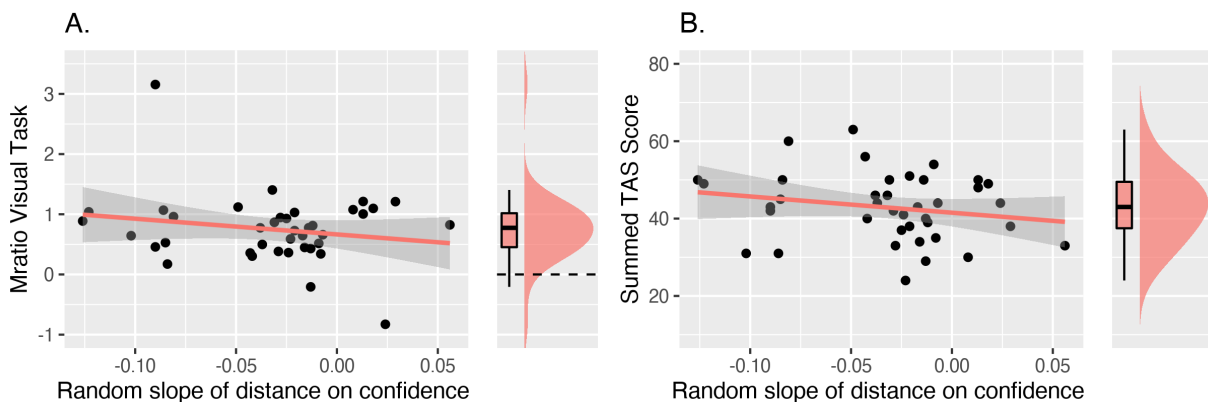 A.
Mratio Visual Task
3
2
1
0
-1
-0.10
-0.05
0.00
0.05
Random slope of distance on confidence
B.
Summed TAS Score
80
60
40
20
-0.10
-0.05
0.00
0.05
Random slope of distance on confidence